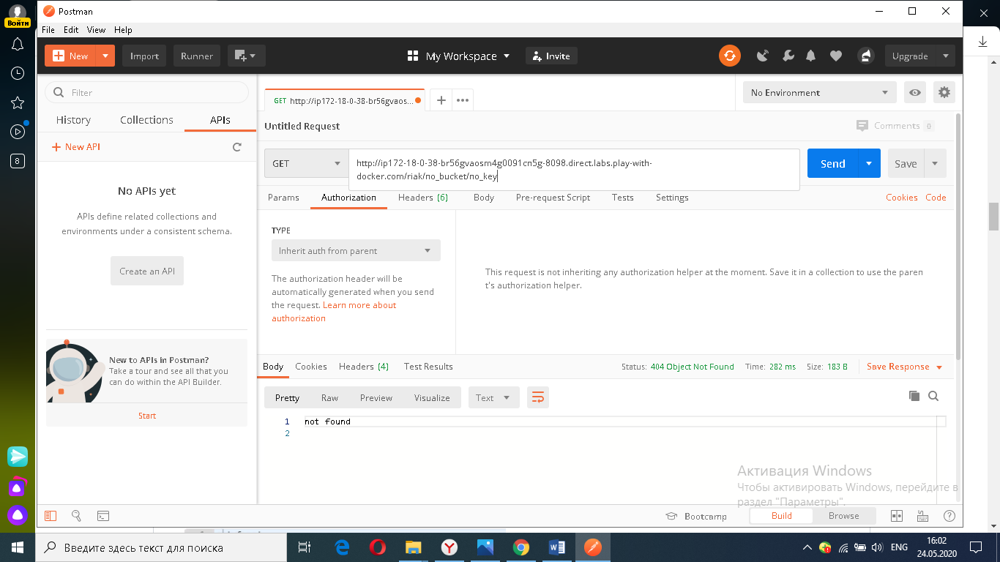 Войти
Postman
File Edit View Help
New Import Runner My Workspace Invite Upgrade
Filter
History Collections APIs
New API
No APIs yet
APIs define related collections and
environments under a consistent schema.
Create an API
New to APIs in Postman?
Take a tour and see all that you
can do within the API Builder.
Start
GET http://ip172-18-0-38-br56gvaos...
No Environment
Untitled Request
Comments 0
GET
http://ip172-18-0-38-br56gvaosm4g0091cn5g-8098.direct.labs.play-with-
docker.com/riak/no_bucket/no_key
Send Save
Params Authorization Headers (6) Body Pre-request Script Tests Settings Cookies Code
TYPE
Inherit auth from parent
The authorization header will be
automatically generated when you send
the request. Learn more about
authorization
This request is not inheriting any authorization helper at the moment. Save it in a collection to use the paren
t's authorization helper.
Body Cookies Headers (4) Test Results Status: 404 Object Not Found Time: 282 ms Size: 183 B Save Response
Pretty Raw Preview Visualize Text
1 not found
2
Активация Windows
Чтобы активировать Windows, перейдите в
раздел "Параметры".
Bootcamp Build Browse
8
Введите здесь текст для поиска
ENG
16:02
24.05.2020